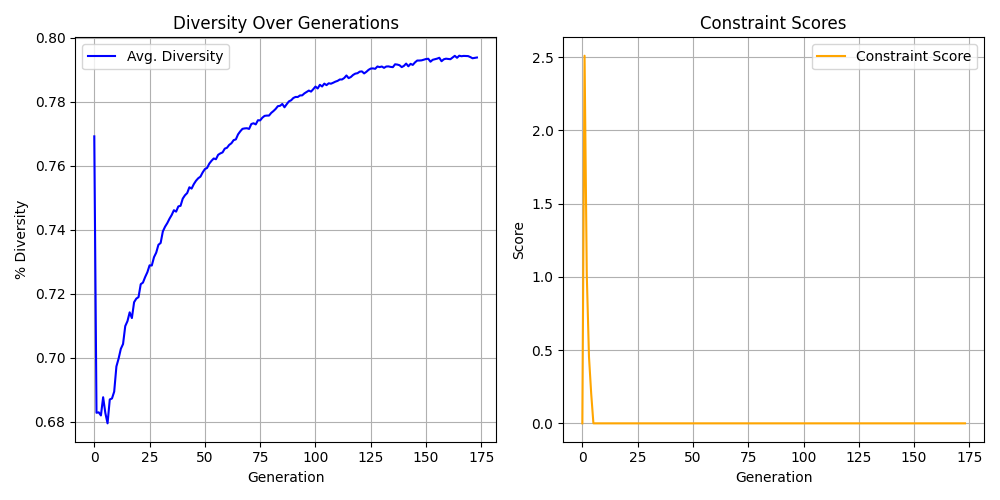 Diversity Over Generations
Avg. Diversity
% Diversity
0.80
0.78
0.76
0.74
0.72
0.70
0.68
0 25 50 75 100 125 150 175
Generation
Constraint Scores
Constraint Score
Score
2.5
2.0
1.5
1.0
0.5
0.0
0 25 50 75 100 125 150 175
Generation